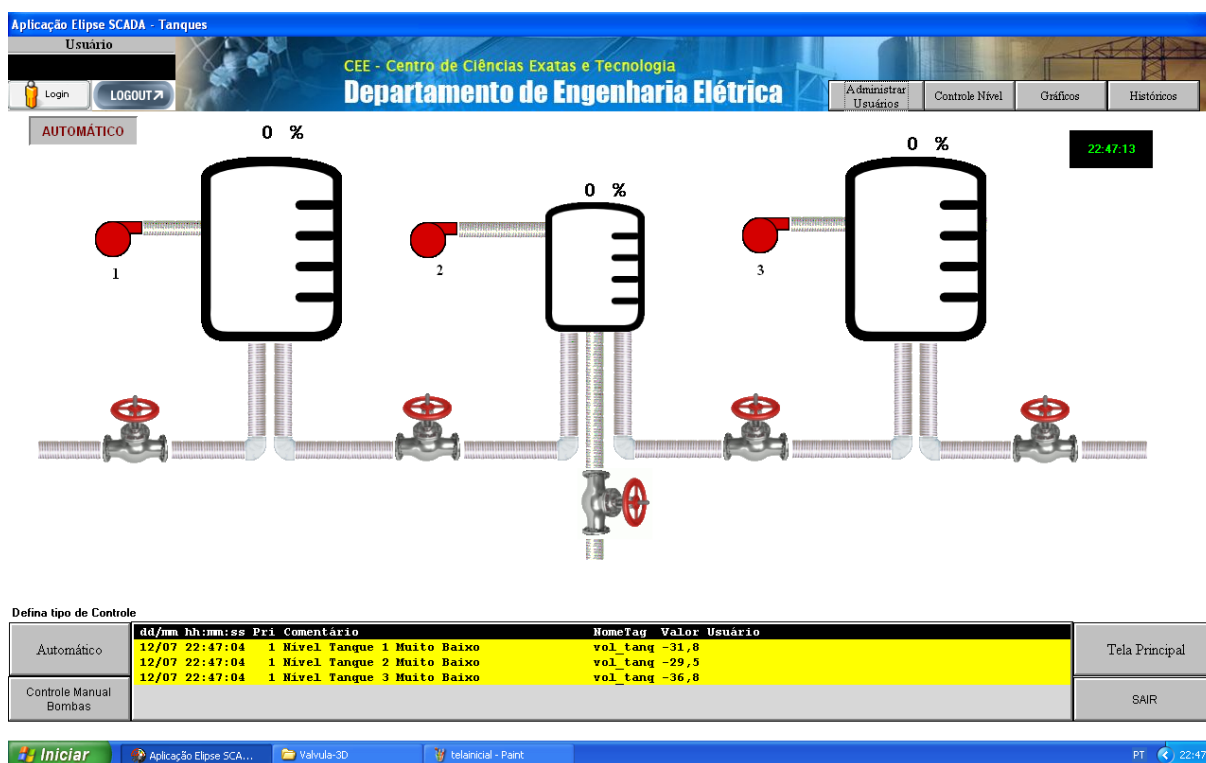 Aplicação Elipse SCADA - Tanques
Usuário
CEE - Centro de Ciências Exatas e Tecnologia
Departamento de Engenharia Elétrica
Login
LOGOUT
Administrar
Usuários
Controle Nível
Gráficos
Históricos
AUTOMÁTICO
0 %
0 %
0 %
22:47:13
1
2
3
Defina tipo de Controle
Automático
Controle Manual
Bombas
dd/mm hh:mm:ss Pri Comentário NomeTag Valor Usuário
12/07 22:47:04 1 Nível Tanque 1 Muito Baixo vol_tanq -31,8
12/07 22:47:04 1 Nível Tanque 2 Muito Baixo vol_tanq -29,5
12/07 22:47:04 1 Nível Tanque 3 Muito Baixo vol_tanq -36,8
Tela Principal
SAIR
Iniciar
Aplicação Elipse SCA...
Valvula-3D
telainicial - Paint
PT
22:47